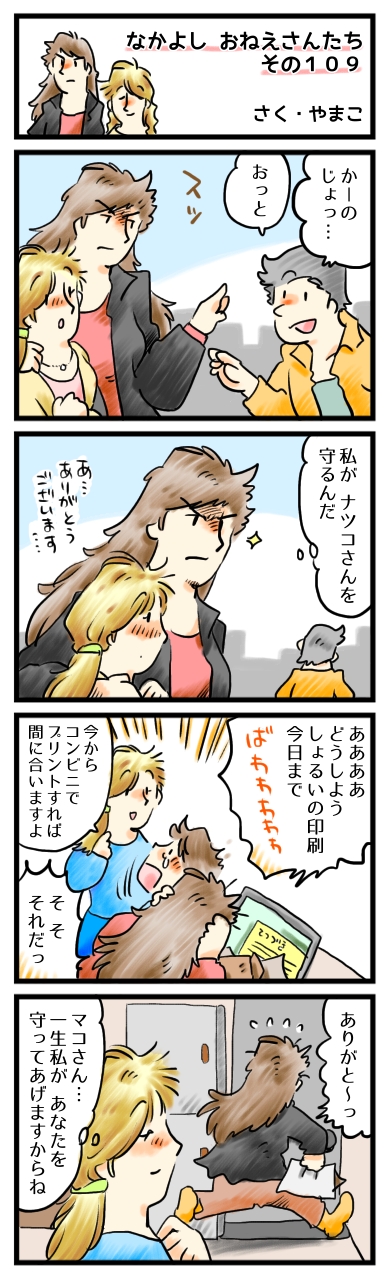 なかよし おねえさんたち
その109
さく・やまこ
かーの
じょっ…
おっと
スッ
私が ナツコさんを
守るんだ
あ…
ありがとう
ございます…
ああああ
どうしよう
しょるいの印刷
今日まで
ばわわわわ
今から
コンビニで
プリントすれば
間に合いますよ
そ そ
それだっ
てつづき
ありがと〜っ
マコさん…
一生私が あなたを
守ってあげますからね